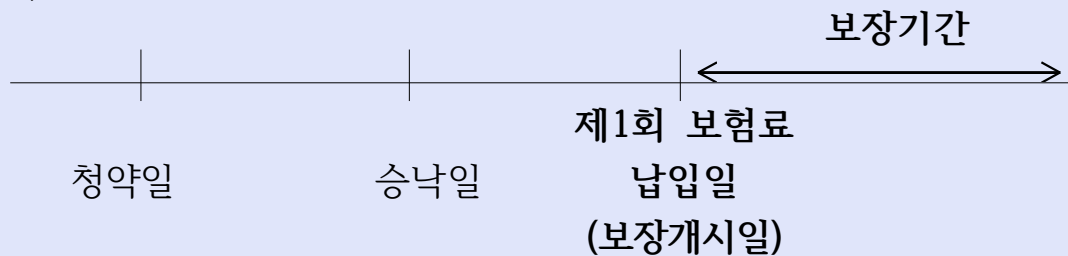 보장기간
청약일
승낙일
제1회 보험료
납입일
(보장개시일)